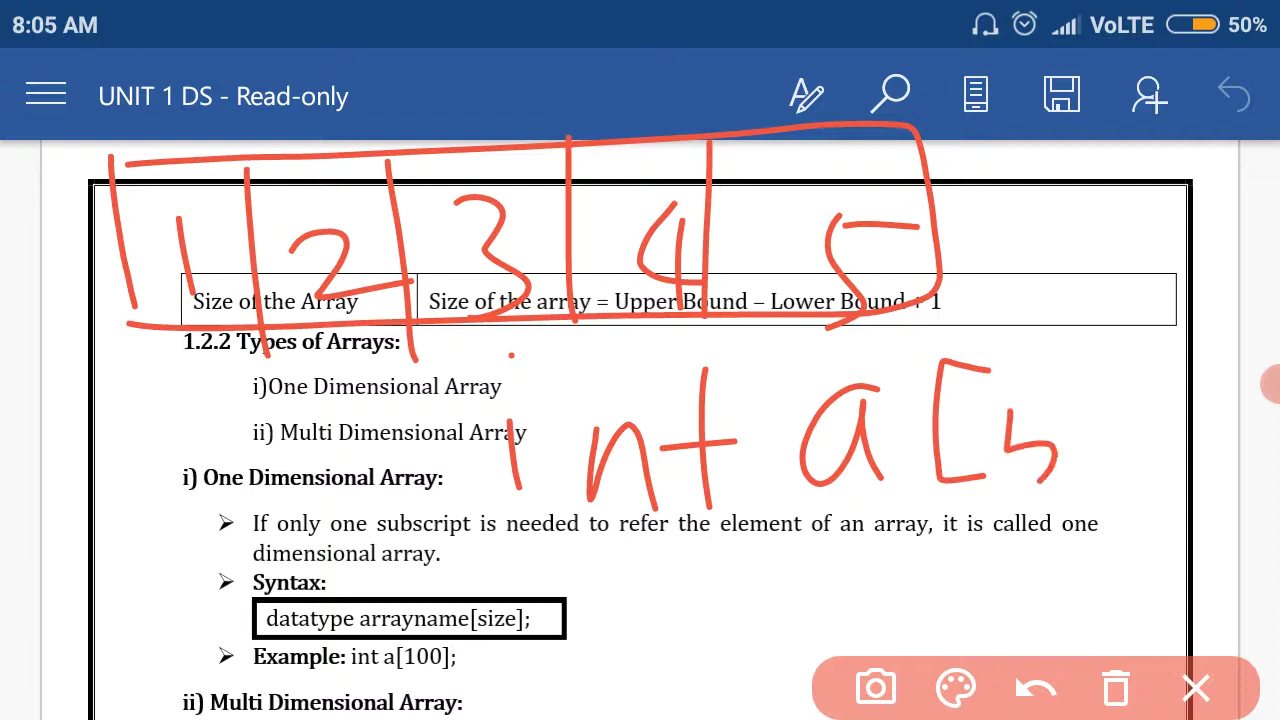 8:05 AM VoLTE 50%
UNIT 1 DS - Read-only
1 2 3 4 5
Size of the Array Size of the array = Upper Bound – Lower Bound + 1
1.2.2 Types of Arrays:
i)One Dimensional Array
ii) Multi Dimensional Array
int a[5
i) One Dimensional Array:
➢ If only one subscript is needed to refer the element of an array, it is called one
dimensional array.
➢ Syntax:
datatype arrayname[size];
➢ Example: int a[100];
ii) Multi Dimensional Array: